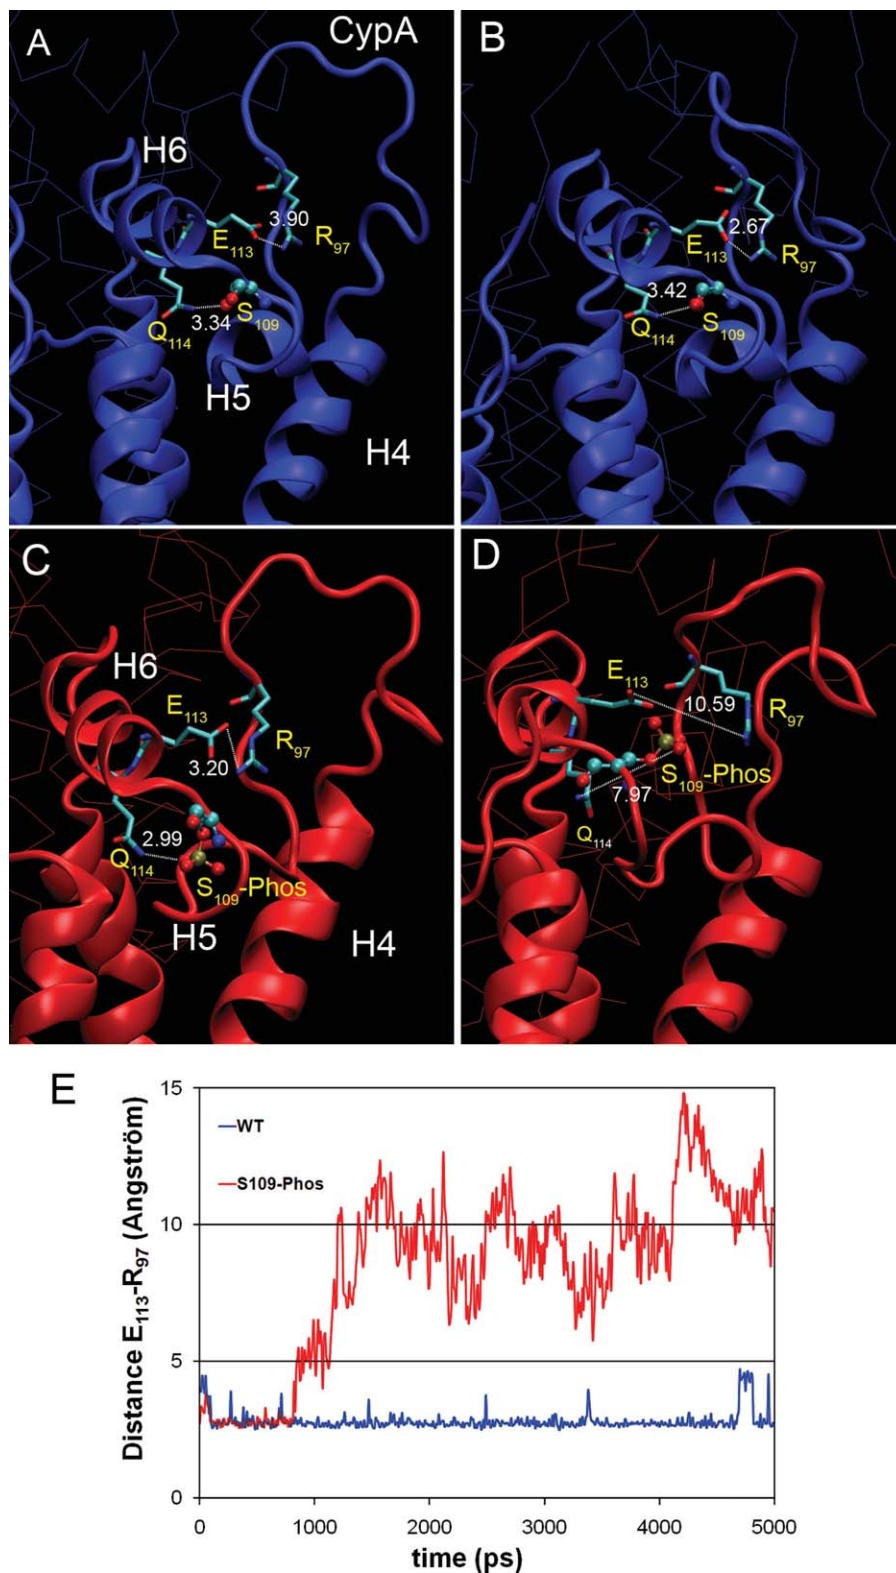 A
CypA
H6
3.90
E113
R97
S109
3.34
Q114
H5
H4
B
2.67
E113
R97
3.42
S109
Q114
C
H6
E113
R97
3.20
2.99
Q114
S109-Phos
H5
H4
D
E113
10.59
R97
S109-Phos
7.97
Q114
E
15
WT
S109-Phos
10
5
0
Distance E113-R97 (Angström)
0 1000 2000 3000 4000 5000
time (ps)